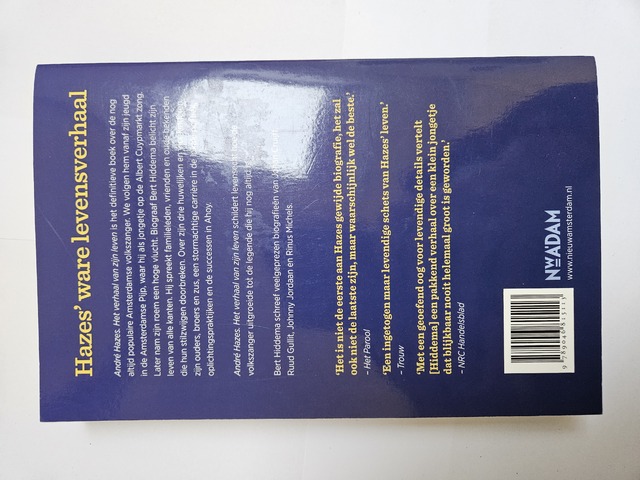 Hazes' ware levensverhaal
André Hazes. Het verhaal van zijn leven is het definitieve boek over de nog
altijd populaire Amsterdamse volkszanger. We volgen hem vanaf zijn jeugd
in de Amsterdamse Pijp, waar hij als jongetje op de Albert Cuypmarkt zong.
Later nam zijn roem een hoge vlucht. Biograaf Bert Hiddema belicht zijn
leven van alle kanten. Hij spreekt familieleden, vrienden en oude bekenden
die hun stilzwijgen doorbreken. Over zijn drie huwelijken en
zijn ouders, broers en zus, een stormachtige carrière in de
oplichtingspraktijken en de successen in Ahoy.
André Hazes. Het verhaal van zijn leven schildert levensecht
volkszanger uitgroeide tot de legende die hij nog altijd
Bert Hiddema schreef veelgeprezen biografieën van
Ruud Gullit, Johnny Jordaan en Rinus Michels.
'Het is niet de eerste aan Hazes gewijde biografie, het zal
ook niet de laatste zijn, maar waarschijnlijk wel de beste.'
- Het Parool
'Een ingetogen maar levendige schets van Hazes' leven.'
- Trouw
'Met een geoefend oog voor levendige details vertelt
[Hiddema] een pakkend verhaal over een klein jongetje
dat blijkbaar nooit helemaal groot is geworden.'
- NRC Handelsblad
NW ADAM
www.nieuwamsterdam.nl
9 789046 815113